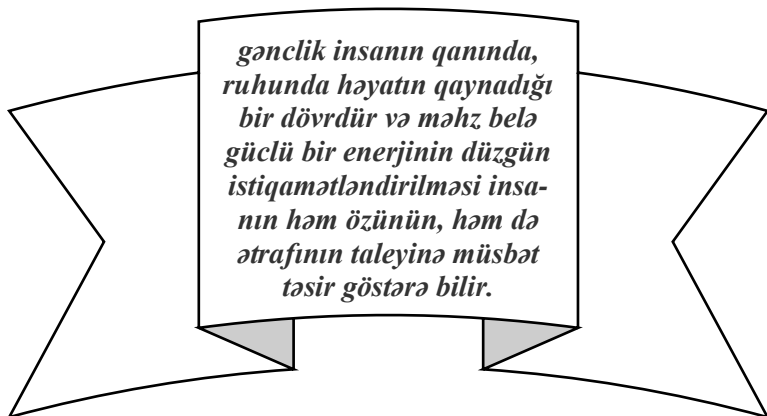 gənclik insanın qanında,
ruhunda həyatın qaynadığı
bir dövrdür və məhz belə
güclü bir enerjinin düzgün
istiqamətləndirilməsi insa-
nın həm özünün, həm də
ətrafının taleyinə müsbət
təsir göstərə bilir.